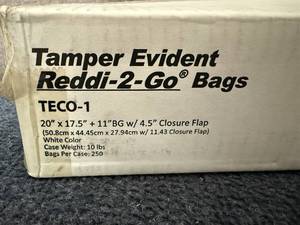 Tamper Evident
Reddi-2-Go® Bags
TECO-1
20" x 17.5" + 11"BG w/ 4.5" Closure Flap
(50.8cm x 44.45cm x 27.94cm w/ 11.43 Closure Flap)
White Color
Case Weight: 10 lbs
Bags Per Case: 250